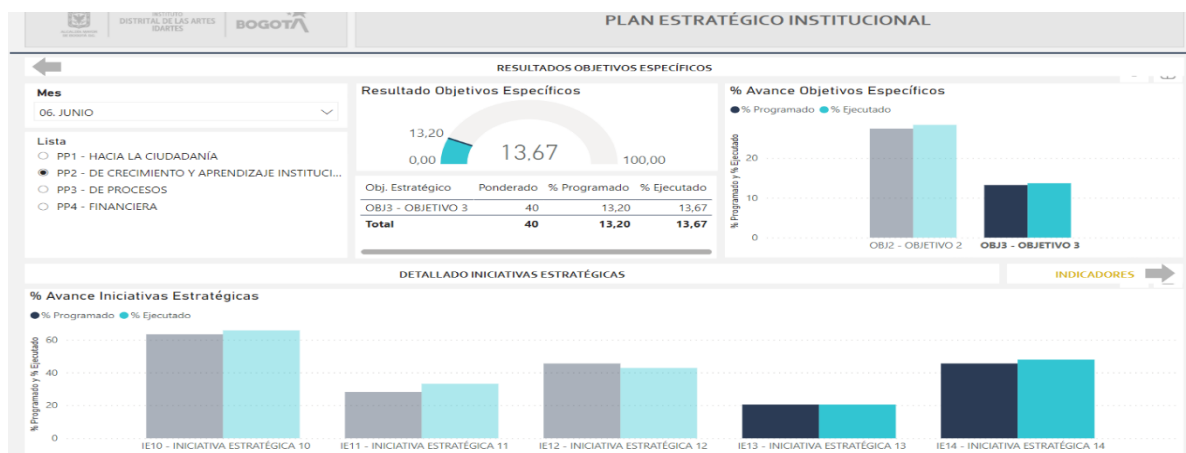 INSTITUTO
DISTRITAL DE LAS ARTES
IDARTES
BOGOTÁ
PLAN ESTRATÉGICO INSTITUCIONAL
RESULTADOS OBJETIVOS ESPECÍFICOS
Mes
06. JUNIO
Lista
PP1 - HACIA LA CIUDADANÍA
PP2 - DE CRECIMIENTO Y APRENDIZAJE INSTITUCI...
PP3 - DE PROCESOS
PP4 - FINANCIERA
Resultado Objetivos Específicos
13,20
0,00
13,67
100,00
Obj. Estratégico Ponderado % Programado % Ejecutado
OBJ3 - OBJETIVO 3 40 13,20 13,67
Total 40 13,20 13,67
% Avance Objetivos Específicos
% Programado % Ejecutado
% Programado y % Ejecutado
20
10
0
OBJ2 - OBJETIVO 2 OBJ3 - OBJETIVO 3
DETALLADO INICIATIVAS ESTRATÉGICAS
INDICADORES
% Avance Iniciativas Estratégicas
% Programado % Ejecutado
% Programado y % Ejecutado
60
40
20
0
IE10 - INICIATIVA ESTRATÉGICA 10 IE11 - INICIATIVA ESTRATÉGICA 11 IE12 - INICIATIVA ESTRATÉGICA 12 IE13 - INICIATIVA ESTRATÉGICA 13 IE14 - INICIATIVA ESTRATÉGICA 14